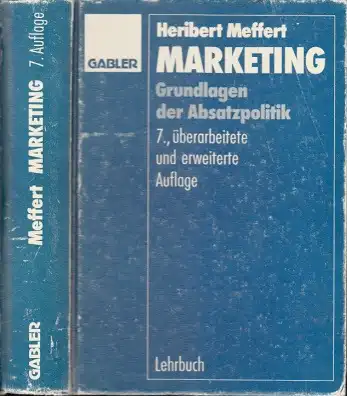 Meffert MARKETING 7. Auflage
GABLER
GABLER
Heribert Meffert
MARKETING
Grundlagen
der Absatzpolitik
7., überarbeitete
und erweiterte
Auflage
Lehrbuch